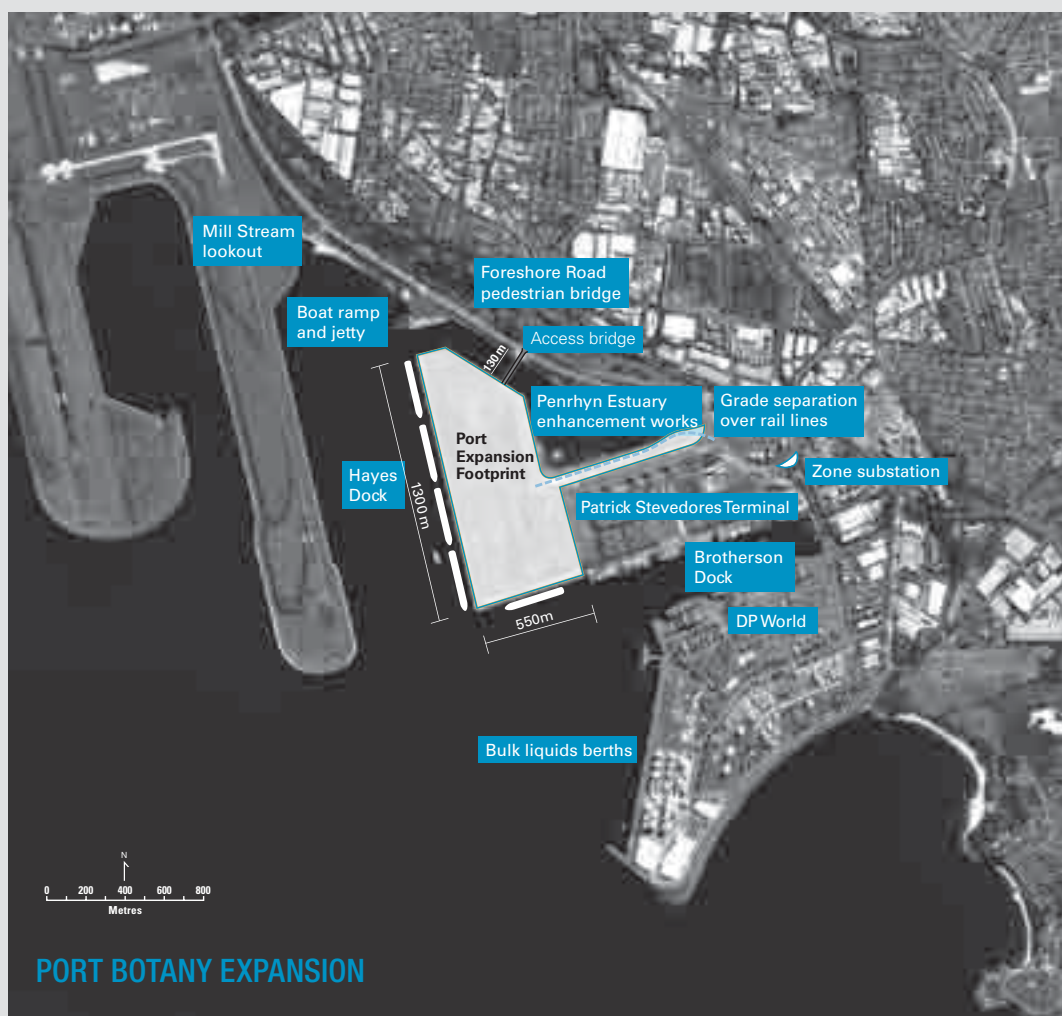 Mill Stream
lookout
Foreshore Road
pedestrian bridge
Boat ramp
and jetty
Access bridge
130 m
Penrhyn Estuary
enhancement works
Grade separation
over rail lines
Port
Expansion
Footprint
Zone substation
Hayes
Dock
1300 m
Patrick Stevedores Terminal
Brotherson
Dock
DP World
550m
Bulk liquids berths
N
0 200 400 600 800
Metres
PORT BOTANY EXPANSION